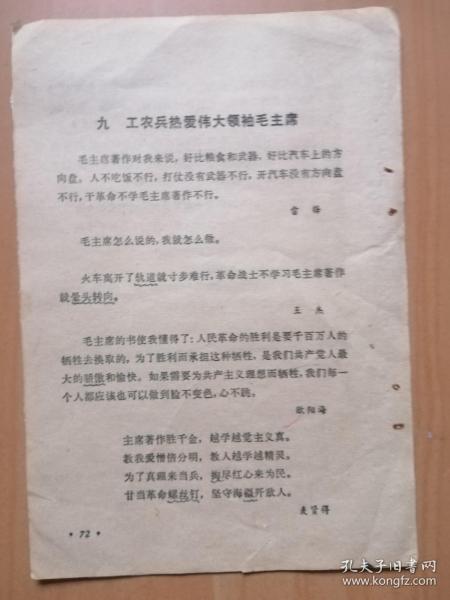 九 工农兵热爱伟大领袖毛主席
毛主席著作对我来说，好比粮食和武器，好比汽车上的方
向盘。人不吃饭不行，打仗没有武器不行，开汽车没有方向盘
不行，干革命不学毛主席著作不行。
雷锋
毛主席怎么说的，我就怎么做。
火车离开了轨道就寸步难行，革命战士不学习毛主席著作
就晕头转向。
王杰
毛主席的书使我懂得了：人民革命的胜利是要千百万人的
牺牲去换取的，为了胜利而承担这种牺牲，是我们共产党人最
大的骄傲和愉快。如果需要为共产主义理想而牺牲，我们每一
个人都应该也可以做到脸不变色，心不跳。
欧阳海
主席著作胜千金，越学越觉主义真。
教我爱憎倍分明，教人越学越精灵。
为了真理来当兵，掏尽红心来为民。
甘当革命螺丝钉，坚守海疆歼敌人。
麦贤得
· 72 ·
孔夫子旧书网
www.kongfz.com